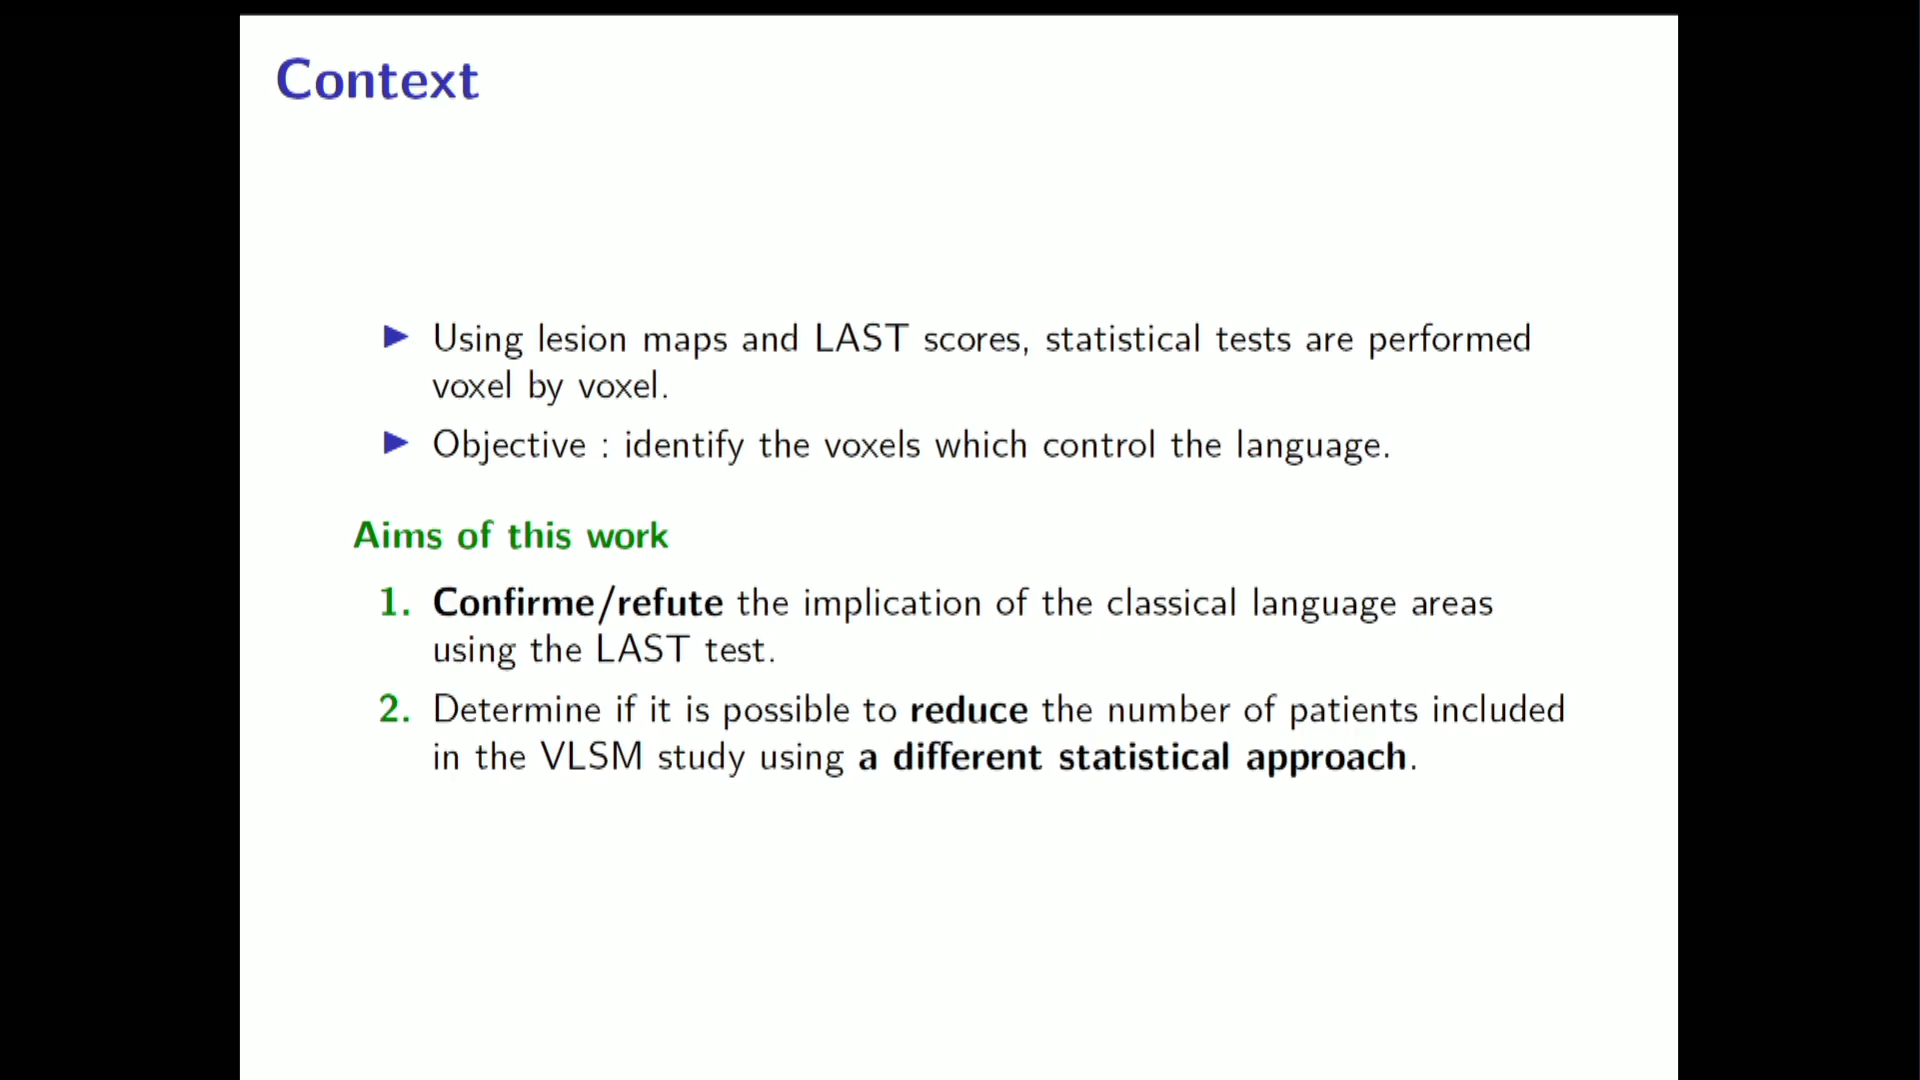 Context
Using lesion maps and LAST scores, statistical tests are performed
voxel by voxel.
Objective : identify the voxels which control the language.
Aims of this work
1. Confirme/refute the implication of the classical language areas
using the LAST test.
2. Determine if it is possible to reduce the number of patients included
in the VLSM study using a different statistical approach.